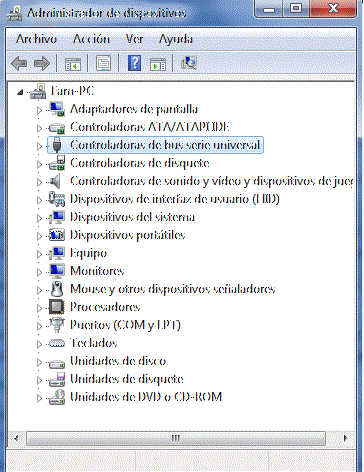 Administrador de dispositivos
Archivo Acción Ver Ayuda
Farn-PC
Adaptadores de pantalla
Controladoras ATA/ATAPODE
Controladoras de bus serie universal
Controladoras de disquete
Controladoras de sonido y vídeo y dispositivos de jueg
Dispositivos de interfaz de usuario (HID)
Dispositivos del sistema
Dispositivos portátiles
Equipo
Monitores
Mouse y otros dispositivos señaladores
Procesadores
Puertos (COM y LPT)
Teclados
Unidades de disco
Unidades de disquete
Unidades de DVD o CD-ROM